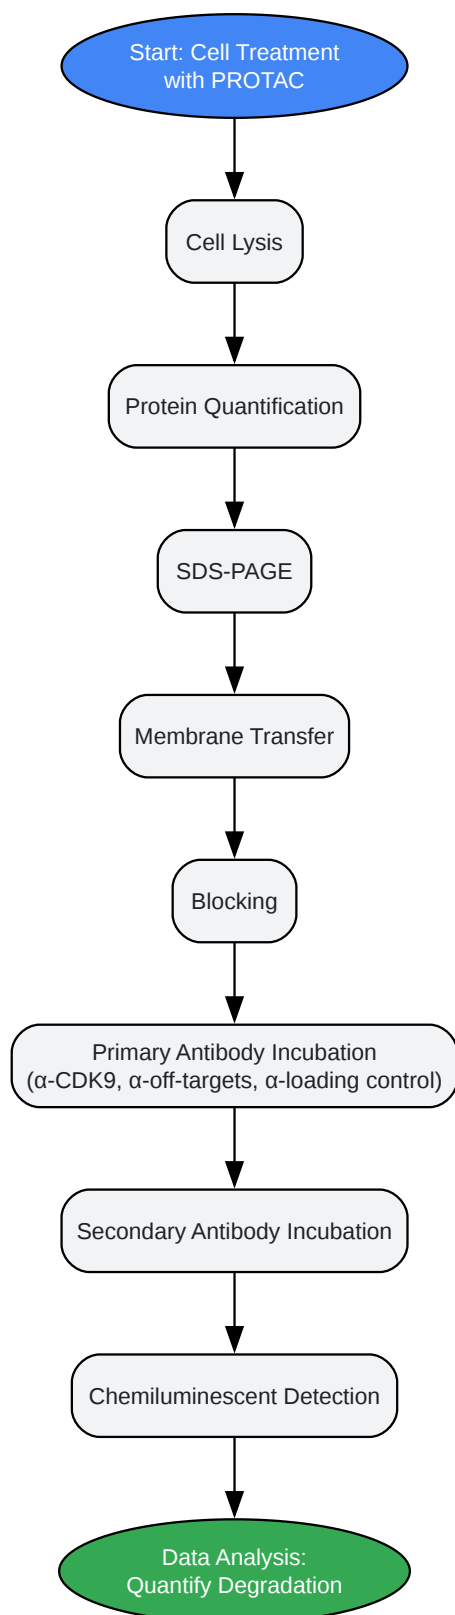 Start: Cell Treatment
with PROTAC
Cell Lysis
Protein Quantification
SDS-PAGE
Membrane Transfer
Blocking
Primary Antibody Incubation
(α-CDK9, α-off-targets, α-loading control)
Secondary Antibody Incubation
Chemiluminescent Detection
Data Analysis:
Quantify Degradation